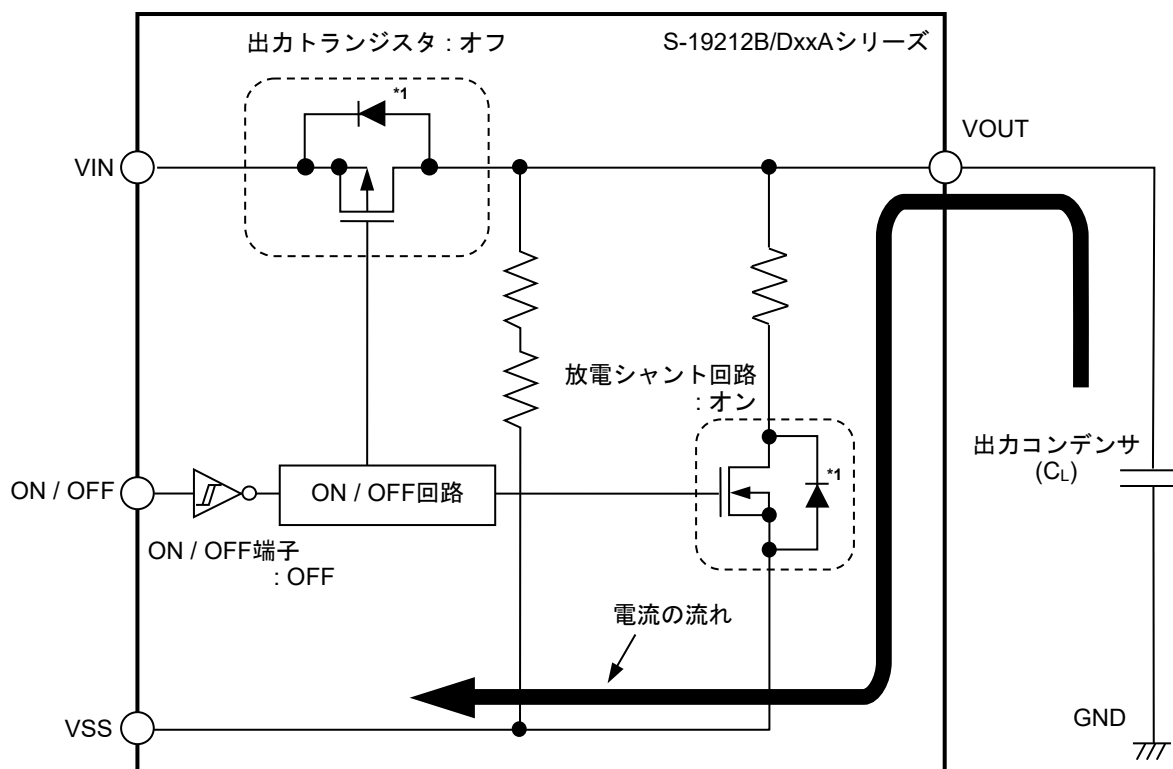 出力トランジスタ : オフ
S-19212B/DxxAシリーズ
*1
VOUT
VIN
放電シャント回路
: オン
出力コンデンサ
(CL)
*1
ON / OFF
ON / OFF回路
ON / OFF端子
: OFF
電流の流れ
VSS
GND